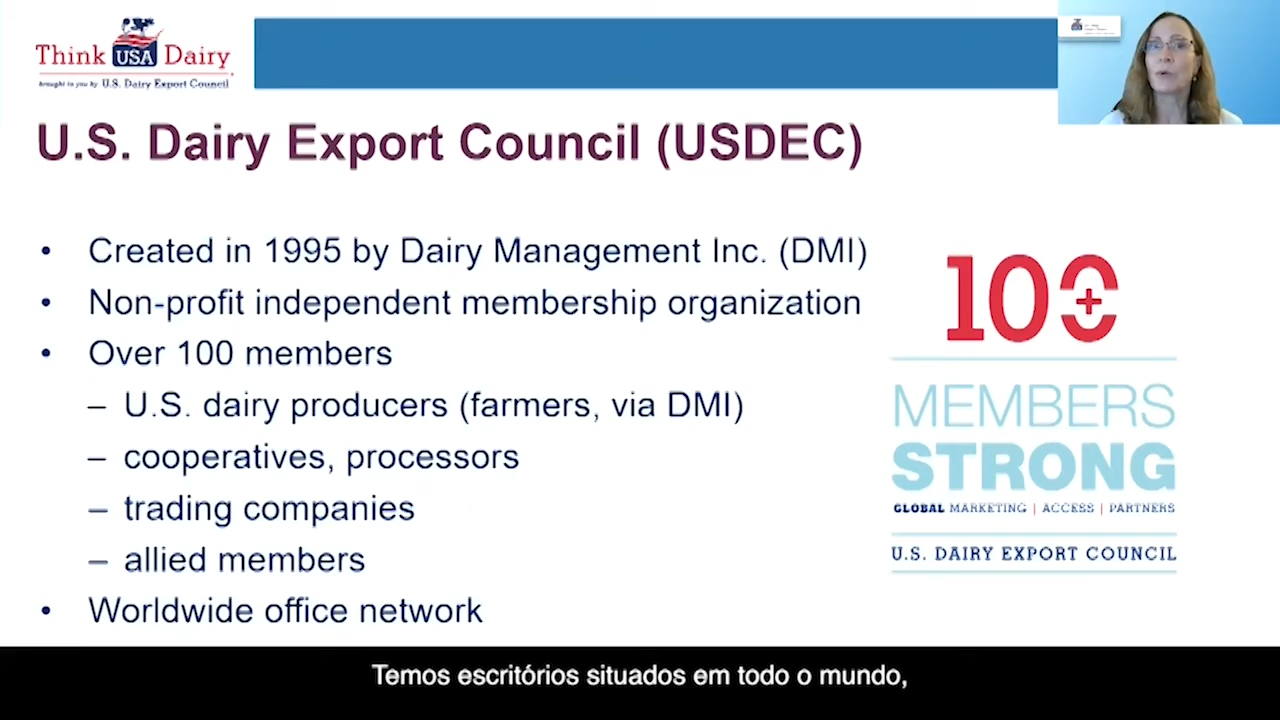 Think USA Dairy
brought to you by U.S. Dairy Export Council
U.S. Dairy Export Council (USDEC)
• Created in 1995 by Dairy Management Inc. (DMI)
• Non-profit independent membership organization
• Over 100 members
– U.S. dairy producers (farmers, via DMI)
– cooperatives, processors
– trading companies
– allied members
• Worldwide office network
100+
MEMBERS
STRONG
GLOBAL MARKETING | ACCESS | PARTNERS
U.S. DAIRY EXPORT COUNCIL
Temos escritórios situados em todo o mundo,